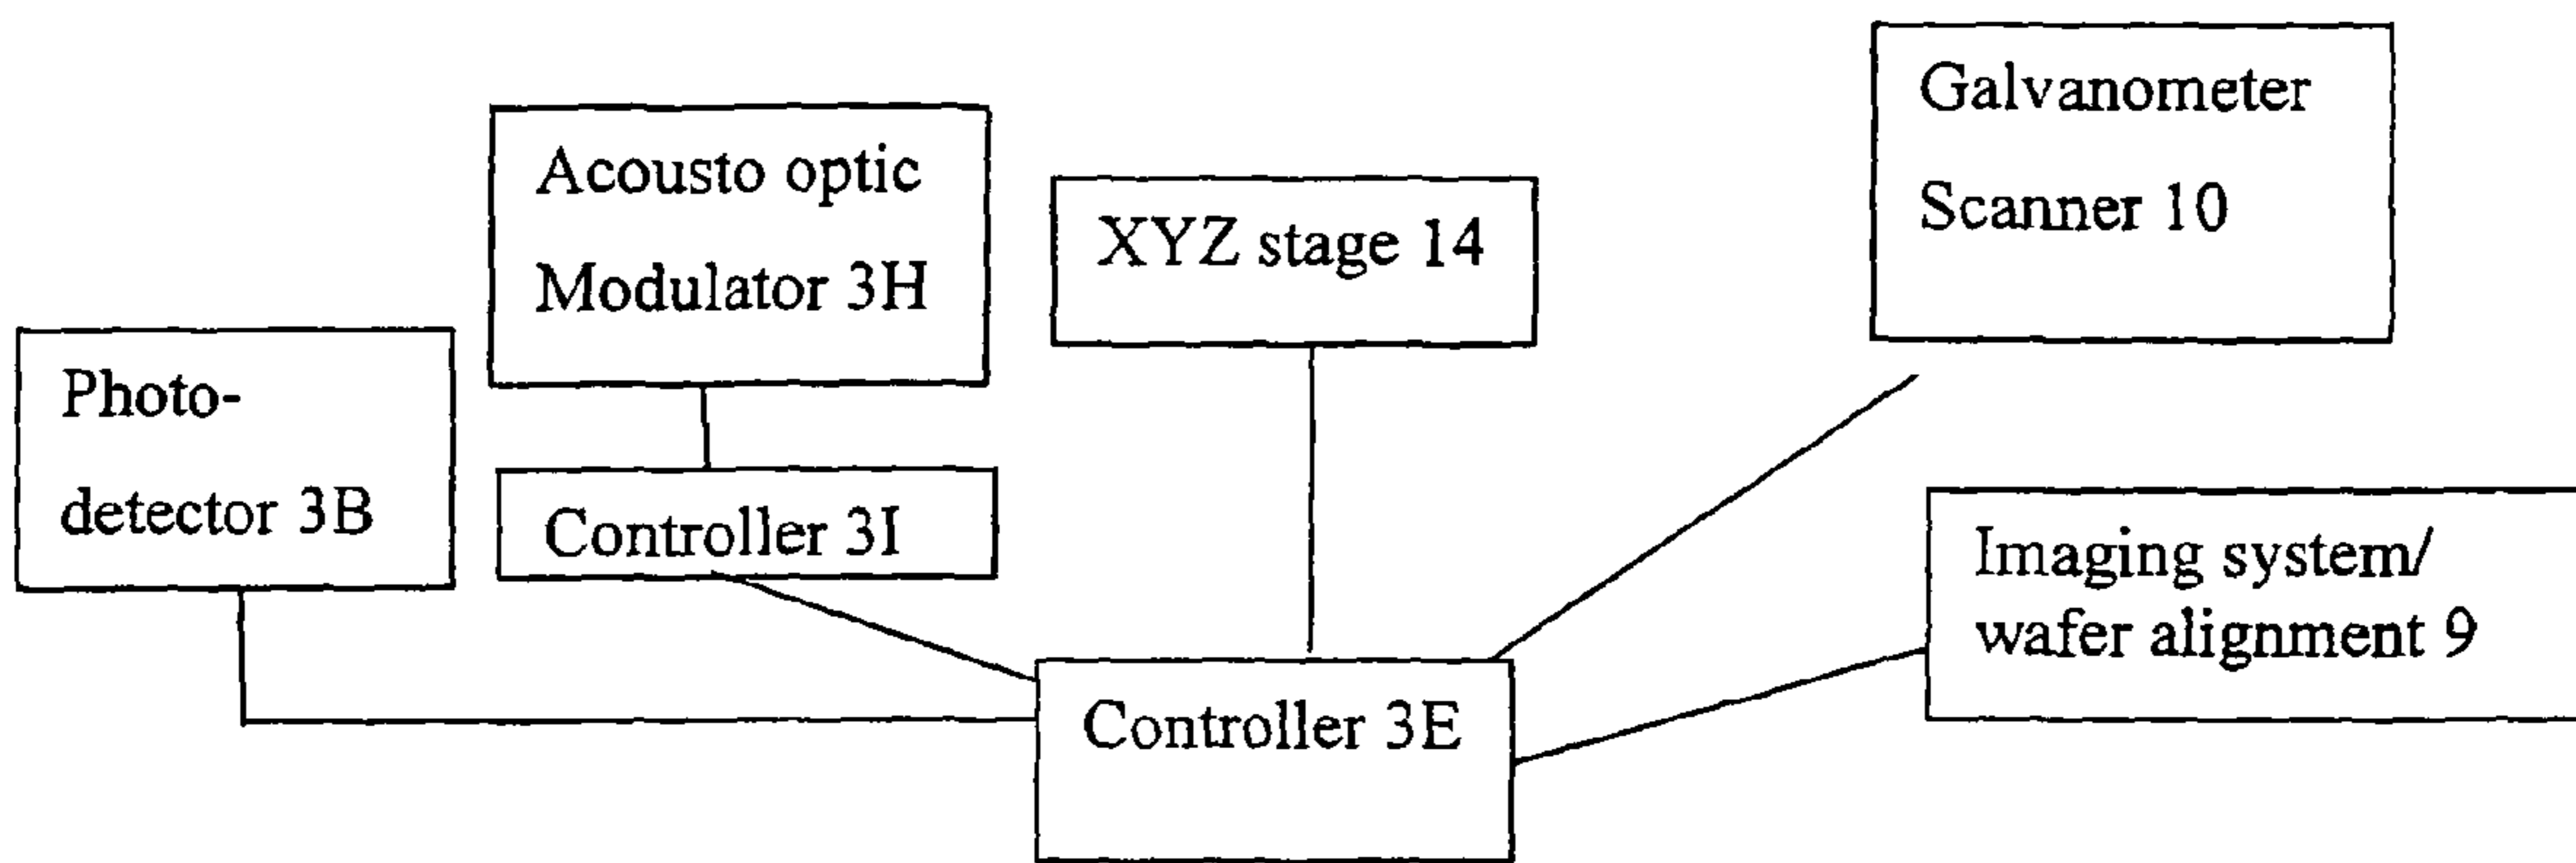 Galvanometer
Scanner 10
Acousto optic
Modulator 3H
XYZ stage 14
Photo-
detector 3B
Controller 3I
Imaging system/
wafer alignment 9
Controller 3E